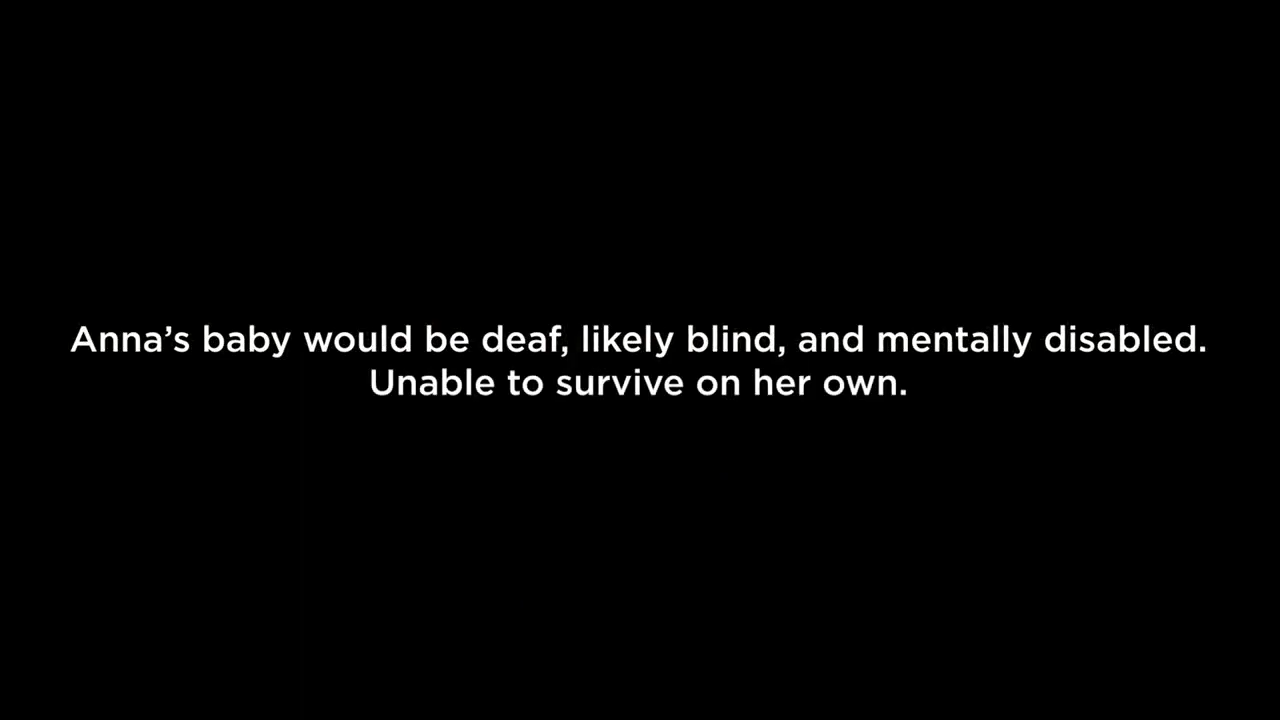 Anna’s baby would be deaf, likely blind, and mentally disabled.
Unable to survive on her own.